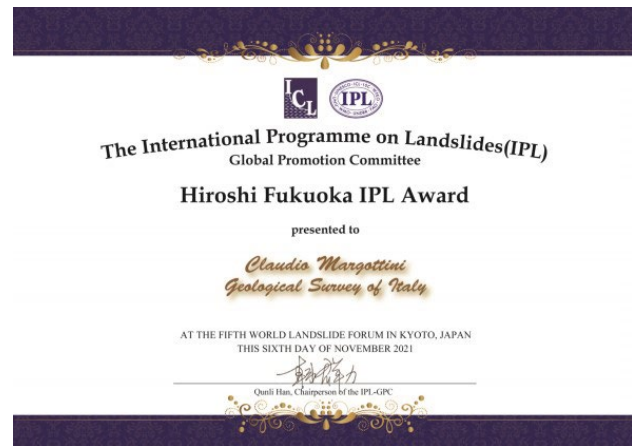 ICL
IPL
The International Programme on Landslides(IPL)
Global Promotion Committee
Hiroshi Fukuoka IPL Award
presented to
Claudio Margottini
Geological Survey of Italy
AT THE FIFTH WORLD LANDSLIDE FORUM IN KYOTO, JAPAN
THIS SIXTH DAY OF NOVEMBER 2021
Qunli Han, Chairperson of the IPL-GPC